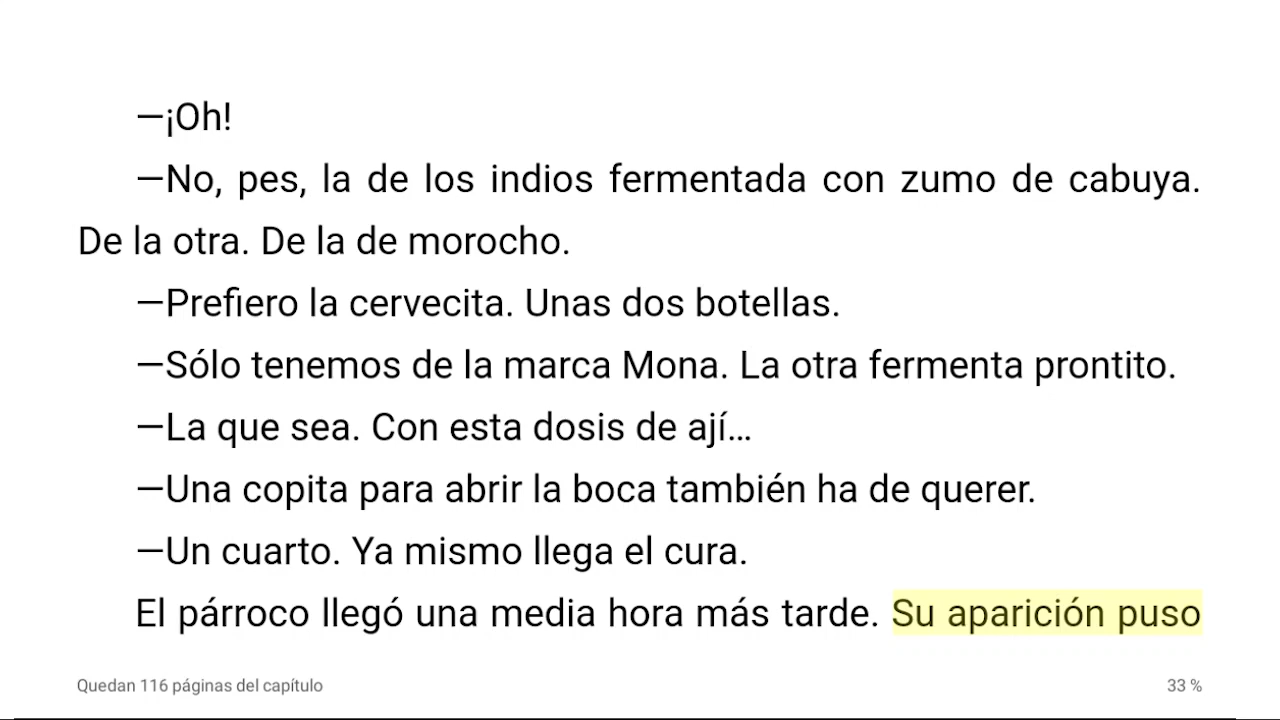 —¡Oh!
—No, pes, la de los indios fermentada con zumo de cabuya.
De la otra. De la de morocho.
—Prefiero la cervecita. Unas dos botellas.
—Sólo tenemos de la marca Mona. La otra fermenta prontito.
—La que sea. Con esta dosis de ají…
—Una copita para abrir la boca también ha de querer.
—Un cuarto. Ya mismo llega el cura.
El párroco llegó una media hora más tarde. Su aparición puso
Quedan 116 páginas del capítulo
33 %